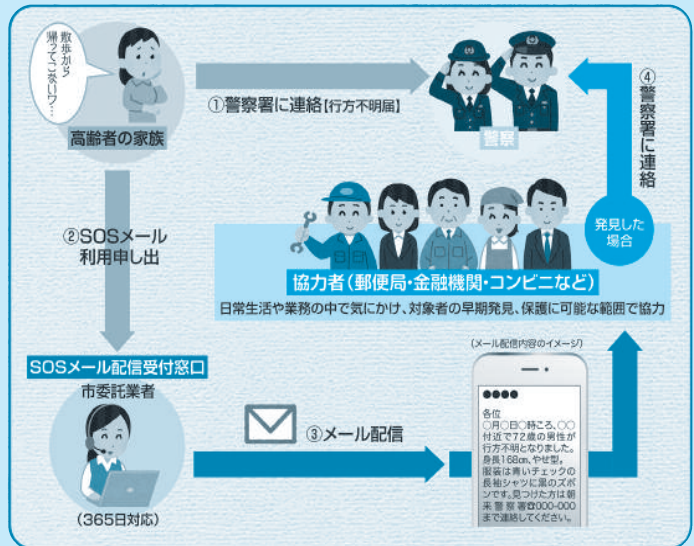 散歩から
帰ってこないワ…
高齢者の家族
①警察署に連絡【行方不明届】
警察
④警察署に連絡
発見した
場合
②SOSメール
利用申し出
協力者（郵便局・金融機関・コンビニなど）
日常生活や業務の中で気にかけ、対象者の早期発見、保護に可能な範囲で協力
SOSメール配信受付窓口
市委託業者
（365日対応）
③メール配信
（メール配信内容のイメージ）
●●●●
各位
○月○日○時ころ、○○
付近で72歳の男性が
行方不明となりました。
身長168㎝、やせ型。
服装は青いチェックの
長袖シャツに黒のズボ
ンです。見つけた方は朝
来警察署☎000-000
まで連絡してください。